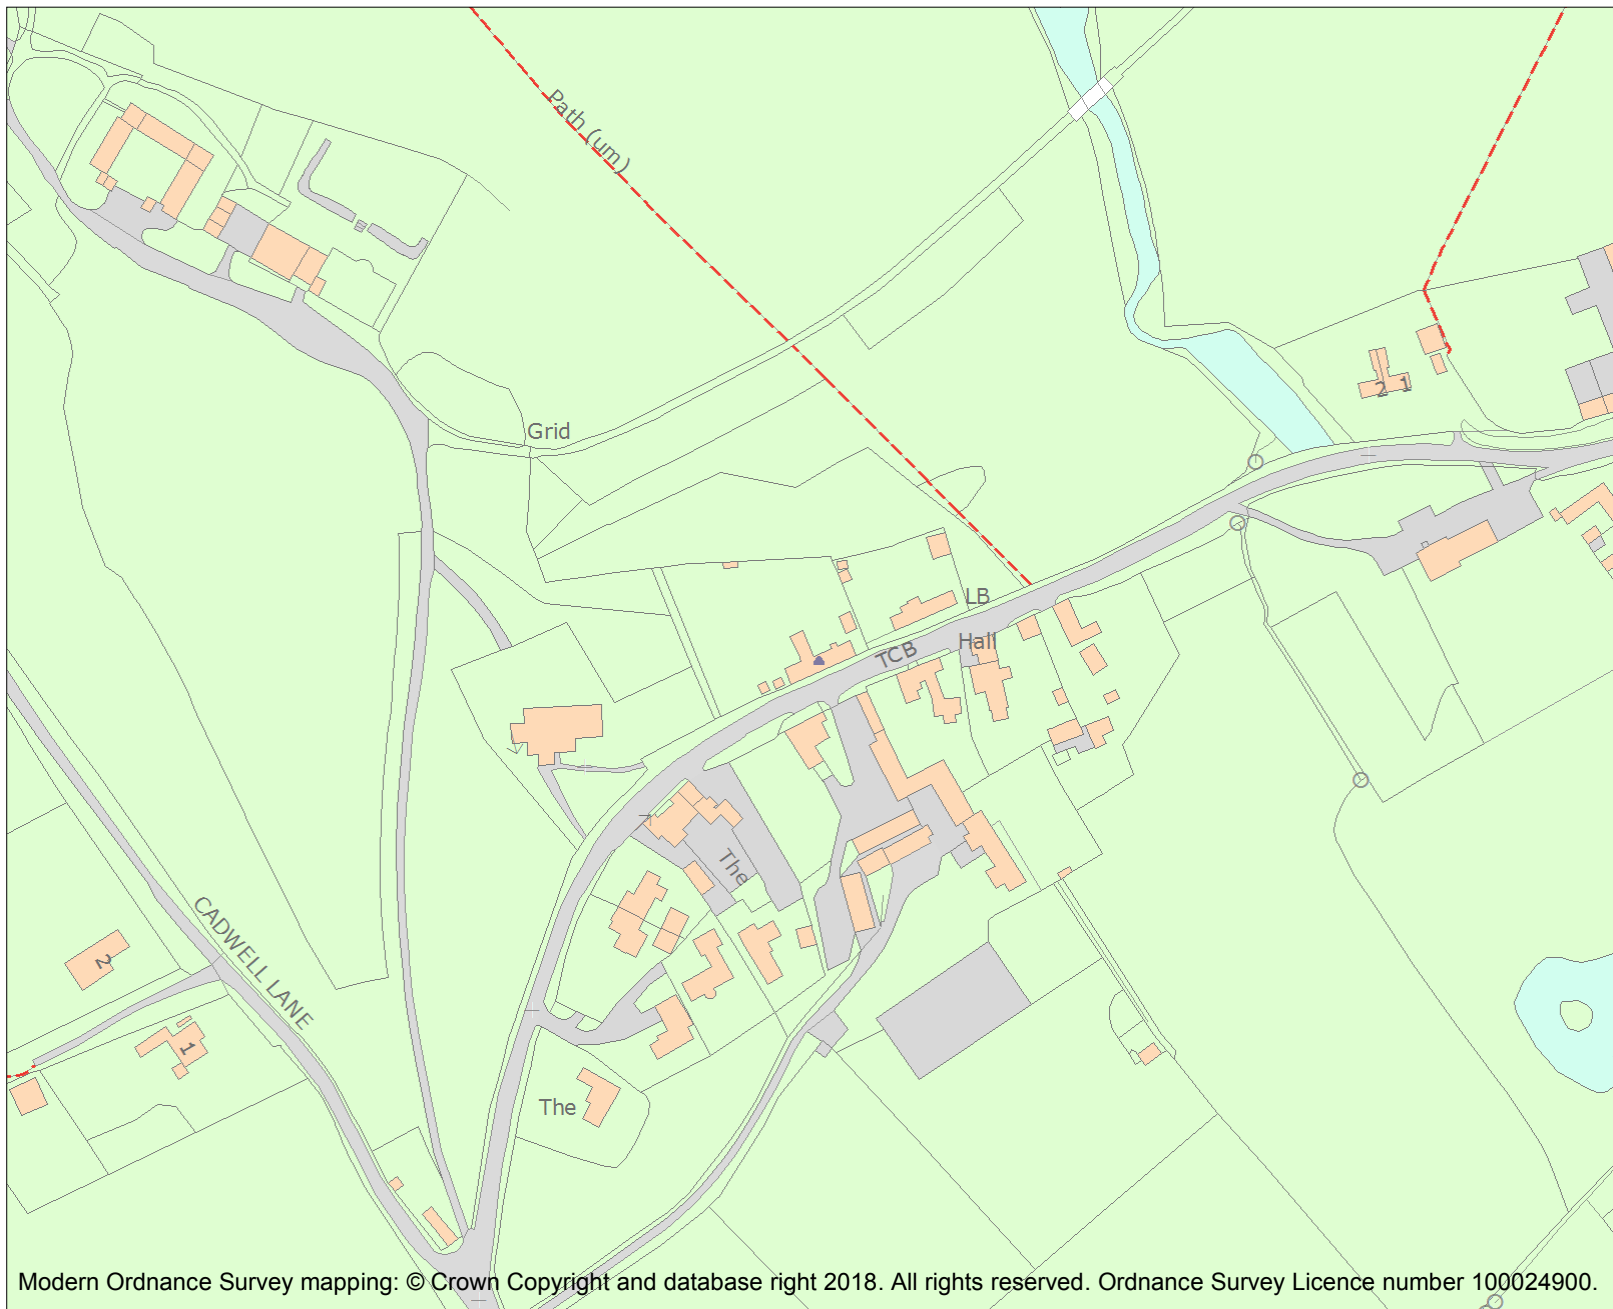 Path (um)
Grid
2 1
LB
Hall
TCB
The
CADWELL LANE
2
1
The
Modern Ordnance Survey mapping: © Crown Copyright and database right 2018. All rights reserved. Ordnance Survey Licence number 100024900.